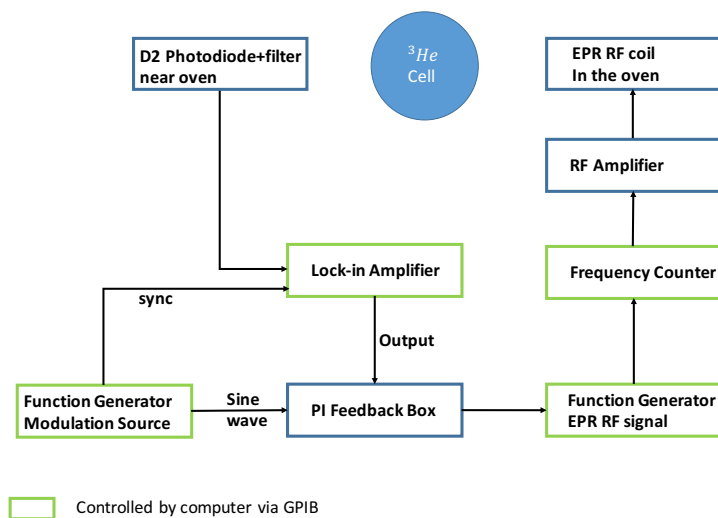 D2 Photodiode+filter
near oven
³He
Cell
EPR RF coil
In the oven
RF Amplifier
Lock-in Amplifier
Frequency Counter
sync
Output
Function Generator
Modulation Source
Sine
wave
PI Feedback Box
Function Generator
EPR RF signal
Controlled by computer via GPIB